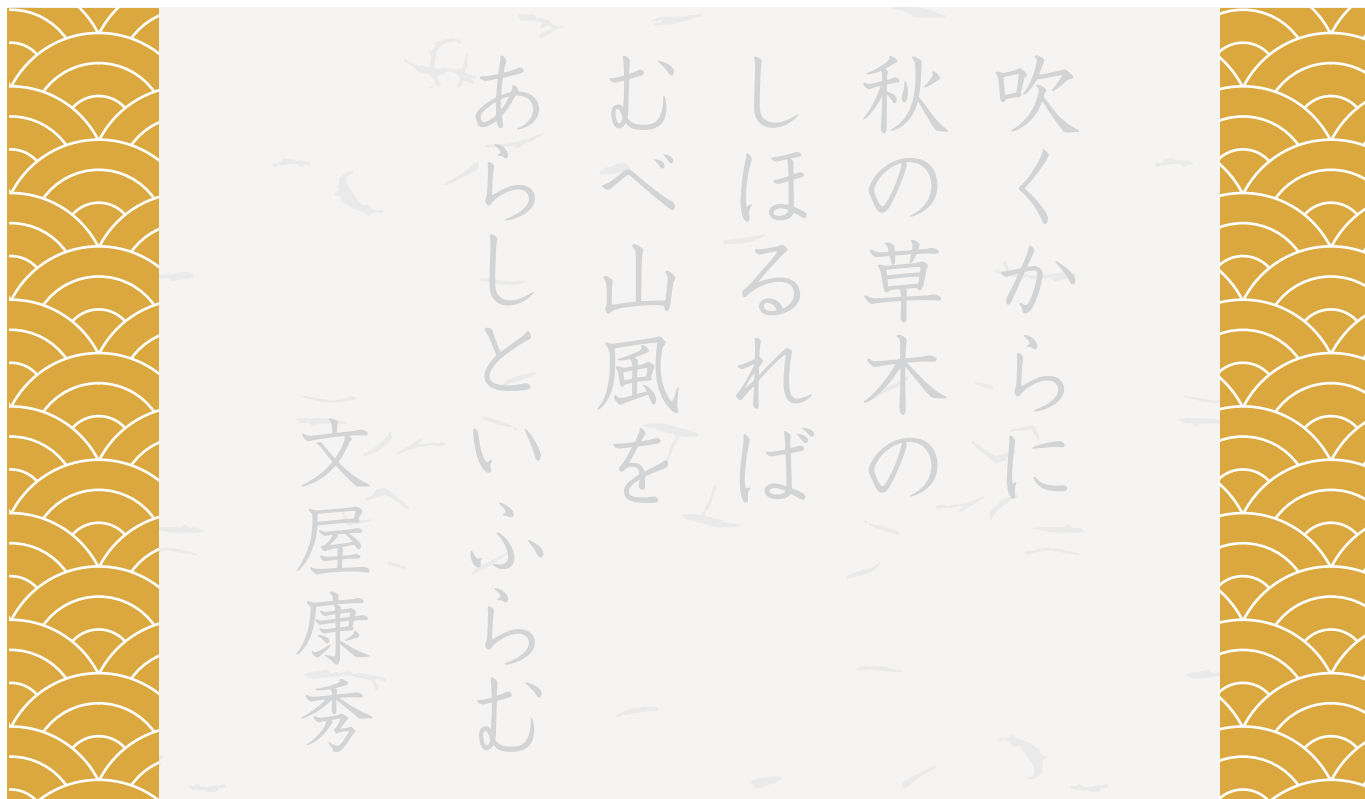 吹くからに
秋の草木の
しほるれば
むべ山風を
あらしといふらむ
文屋康秀